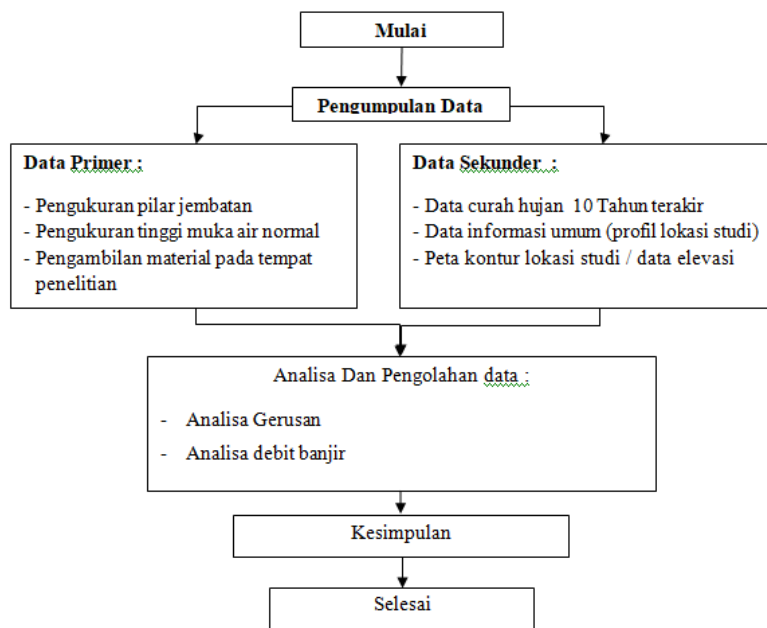 Mulai
Pengumpulan Data
Data Primer :
- Pengukuran pilar jembatan
- Pengukuran tinggi muka air normal
- Pengambilan material pada tempat
penelitian
Data Sekunder :
- Data curah hujan 10 Tahun terakir
- Data informasi umum (profil lokasi studi)
- Peta kontur lokasi studi / data elevasi
Analisa Dan Pengolahan data :
- Analisa Gerusan
- Analisa debit banjir
Kesimpulan
Selesai